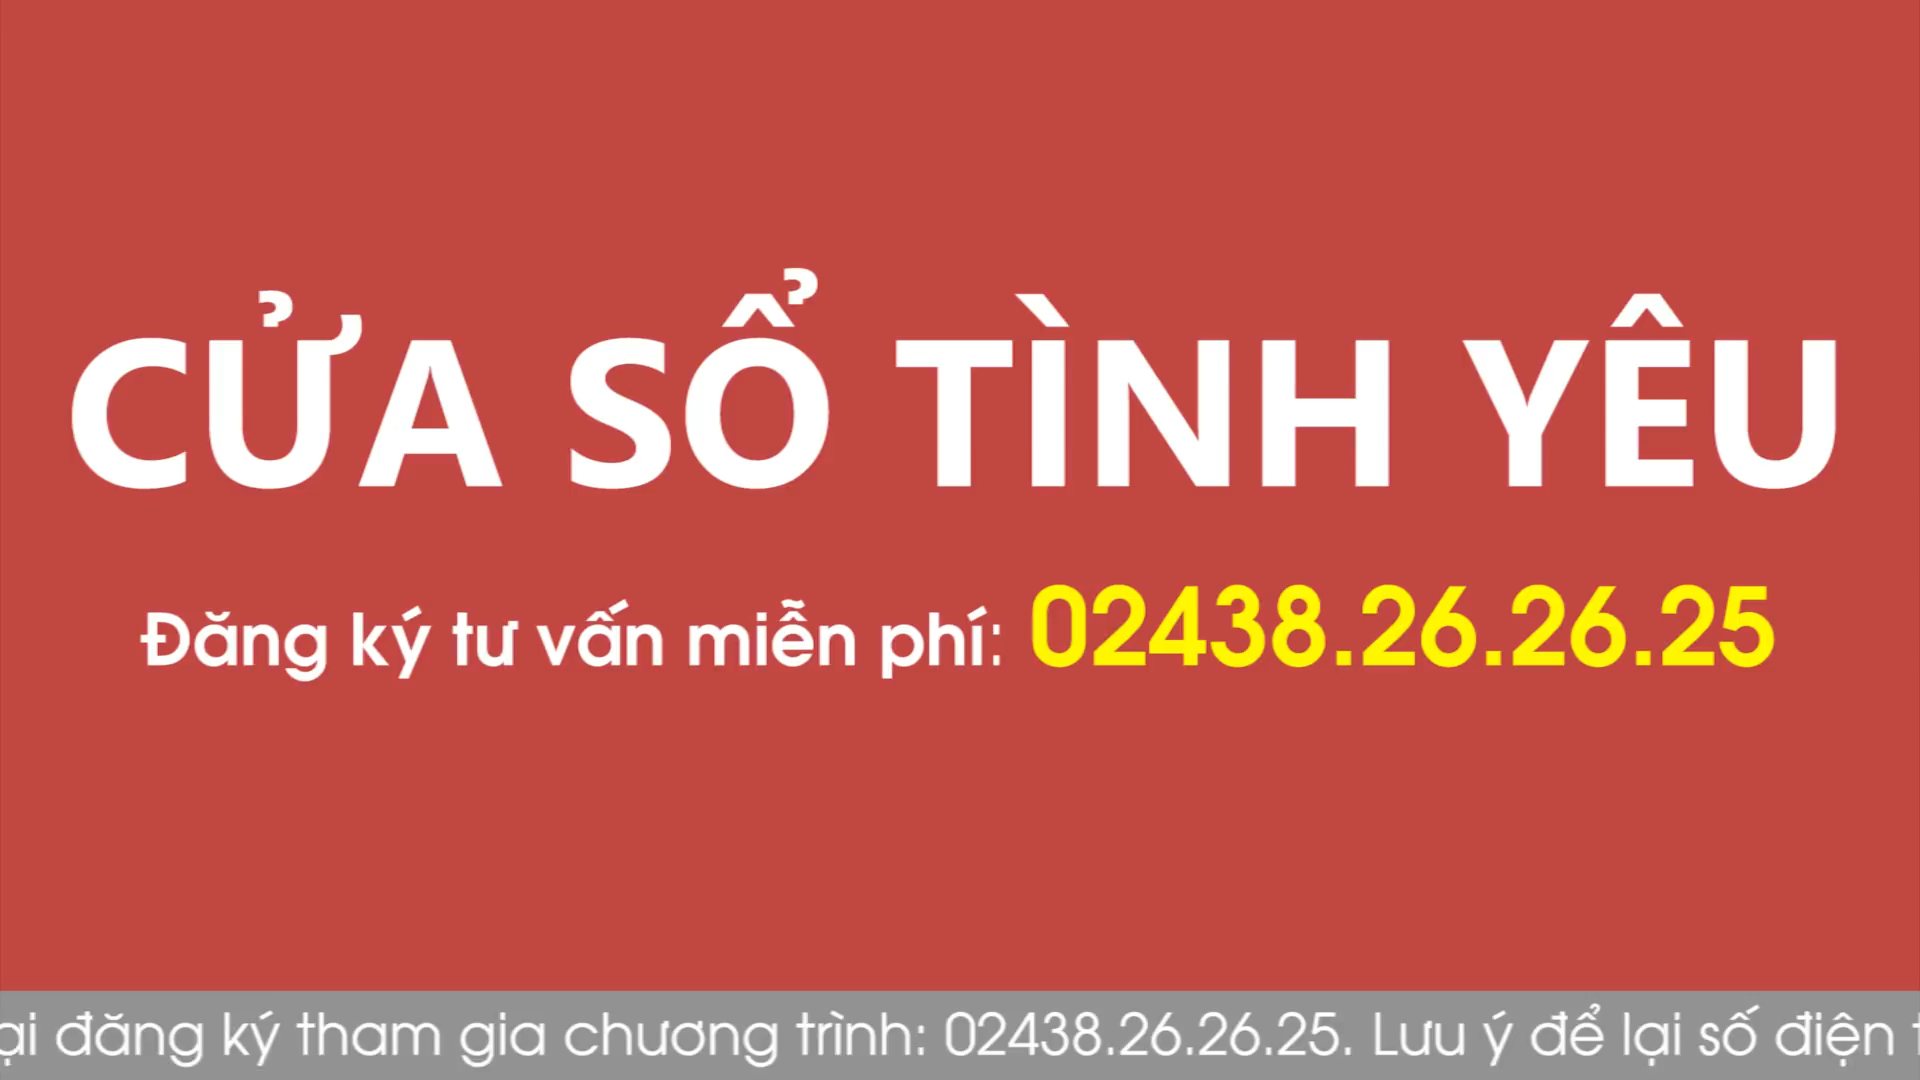 CỬA SỔ TÌNH YÊU
Đăng ký tư vấn miễn phí: 02438.26.26.25
đăng ký tham gia chương trình: 02438.26.26.25. Lưu ý để lại số điện